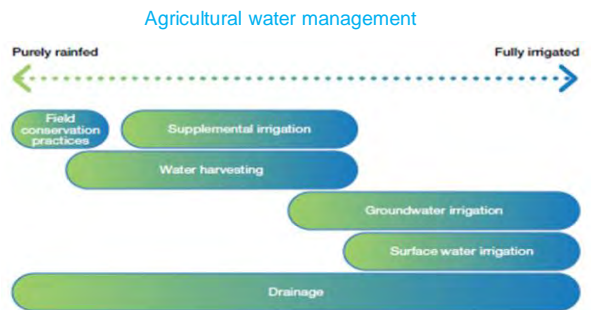 Agricultural water management
Purely rainfed
Fully irrigated
Field
conservation
practices
Supplemental irrigation
Water harvesting
Groundwater irrigation
Surface water irrigation
Drainage